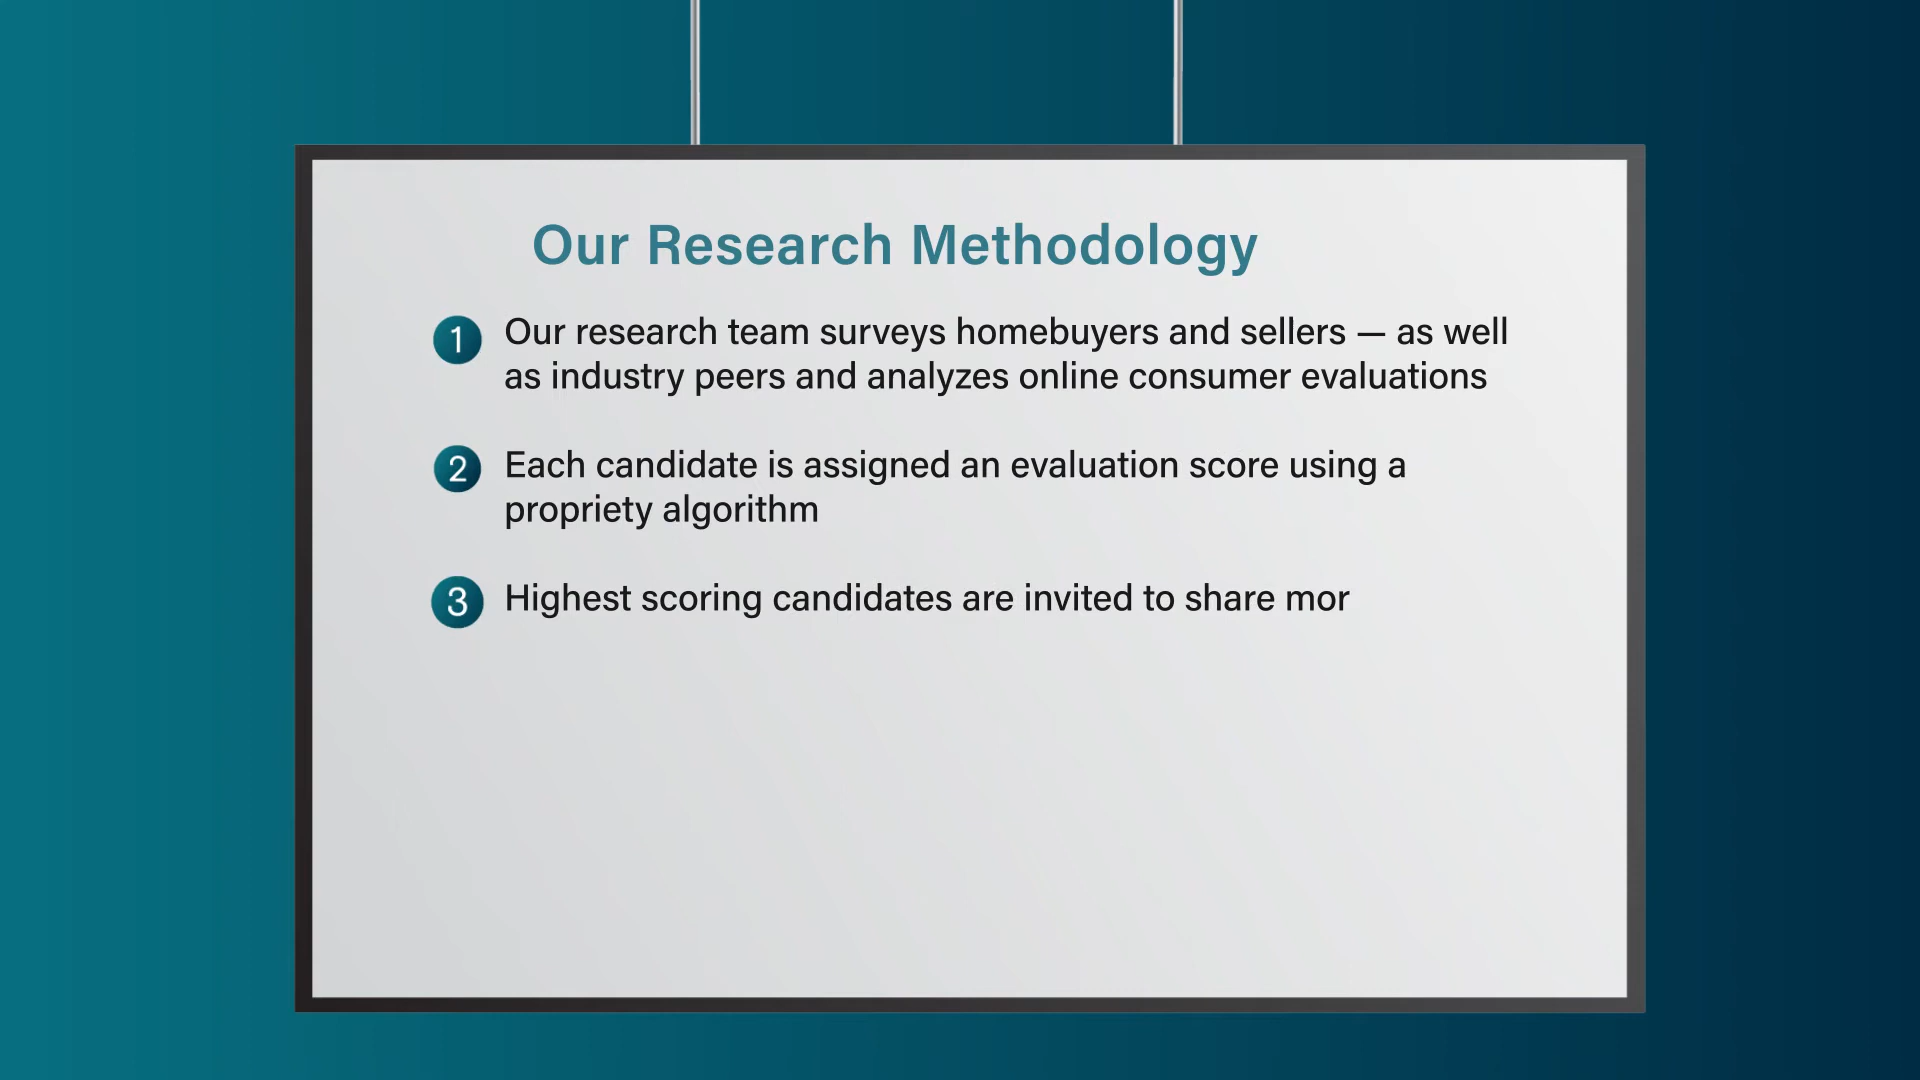 Our Research Methodology
1 Our research team surveys homebuyers and sellers — as well
as industry peers and analyzes online consumer evaluations
2 Each candidate is assigned an evaluation score using a
propriety algorithm
3 Highest scoring candidates are invited to share mor